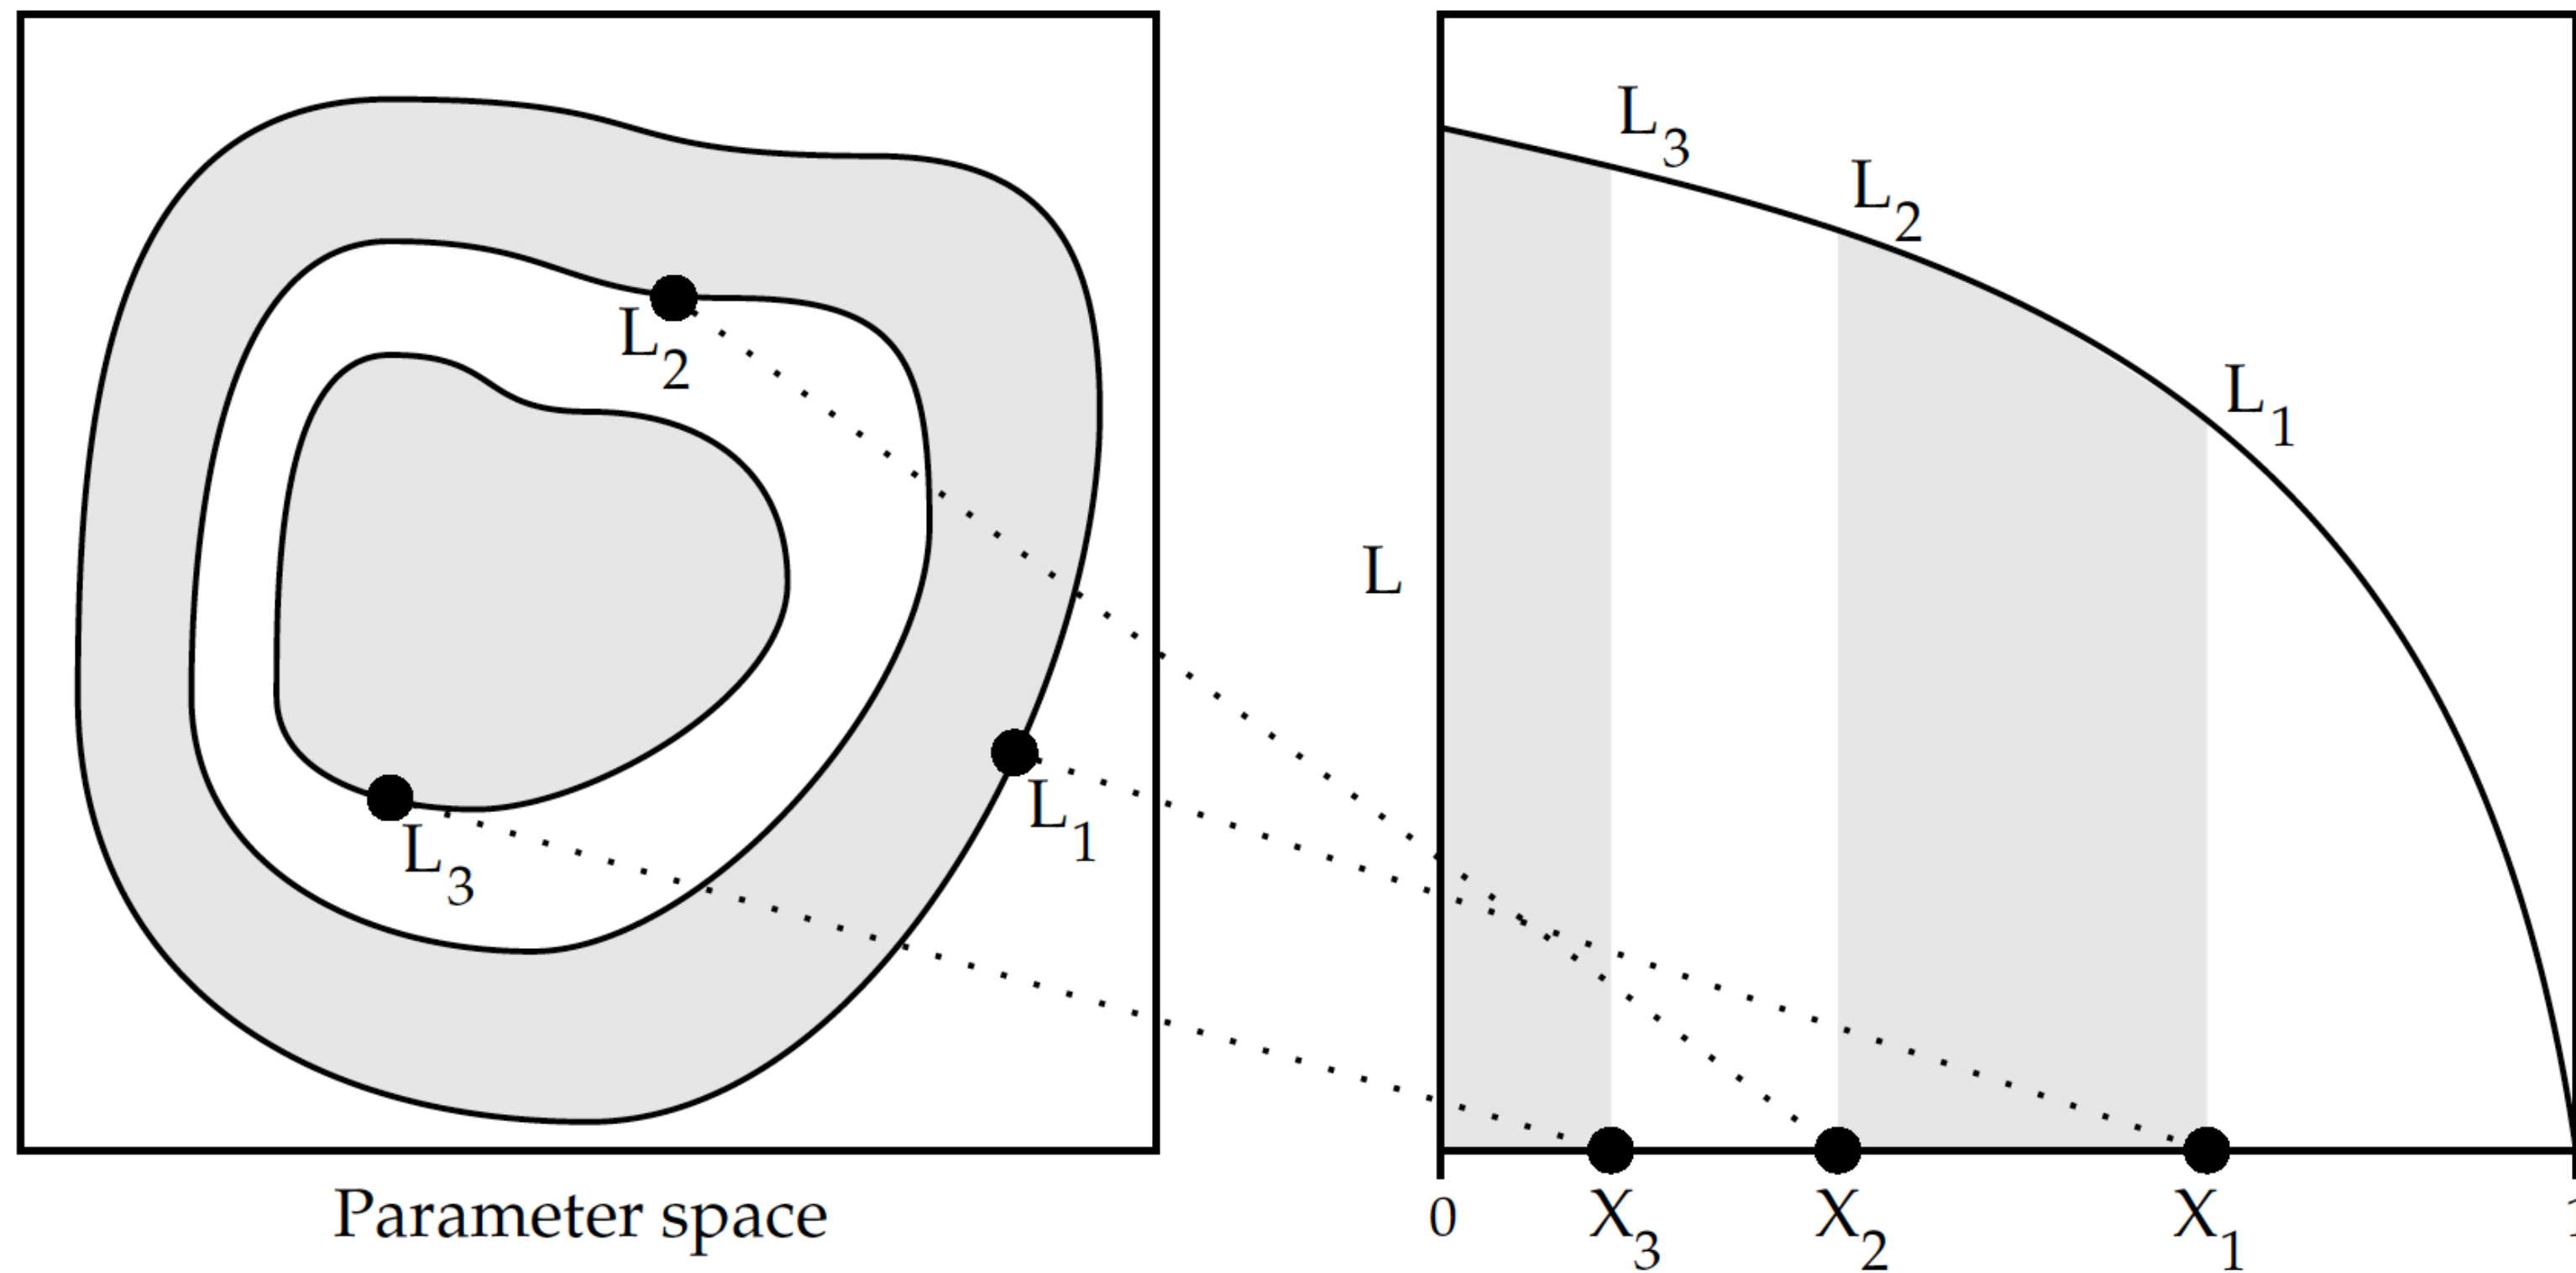 L₂
L₁
L₃
Parameter space
L₃
L₂
L₁
L
0
X₃
X₂
X₁